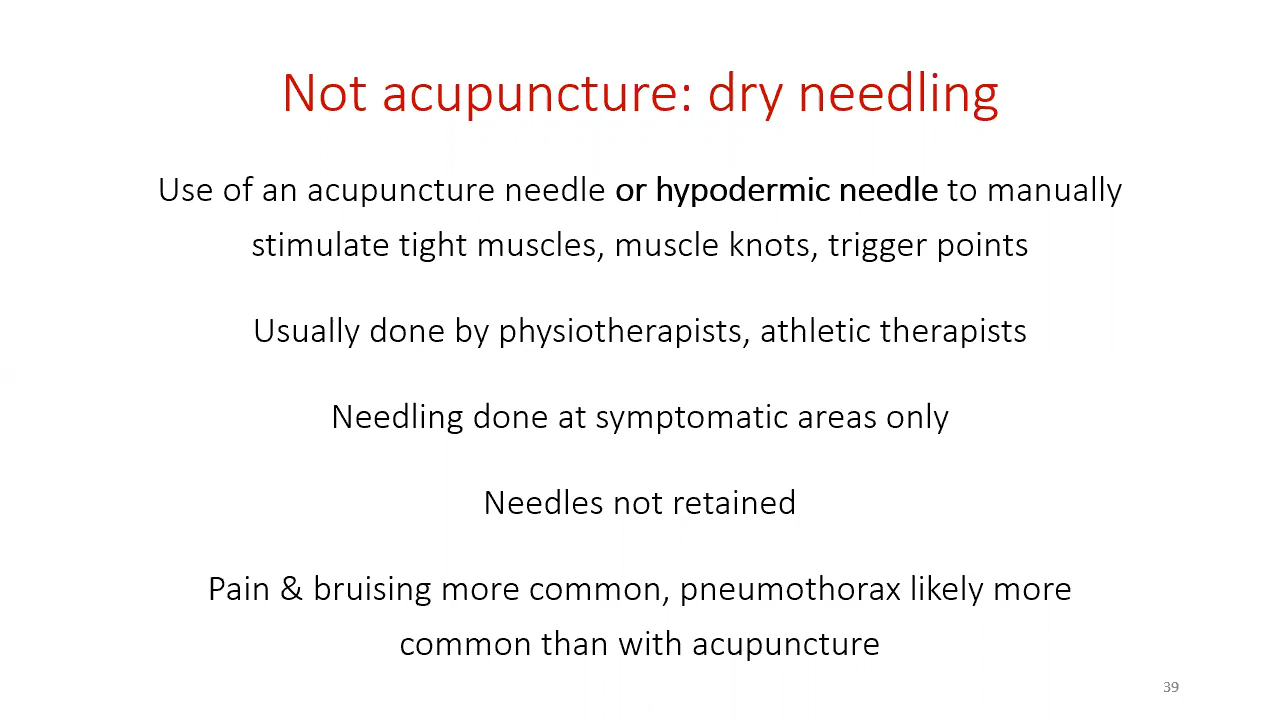 Not acupuncture: dry needling
Use of an acupuncture needle or hypodermic needle to manually
stimulate tight muscles, muscle knots, trigger points
Usually done by physiotherapists, athletic therapists
Needling done at symptomatic areas only
Needles not retained
Pain & bruising more common, pneumothorax likely more
common than with acupuncture
39